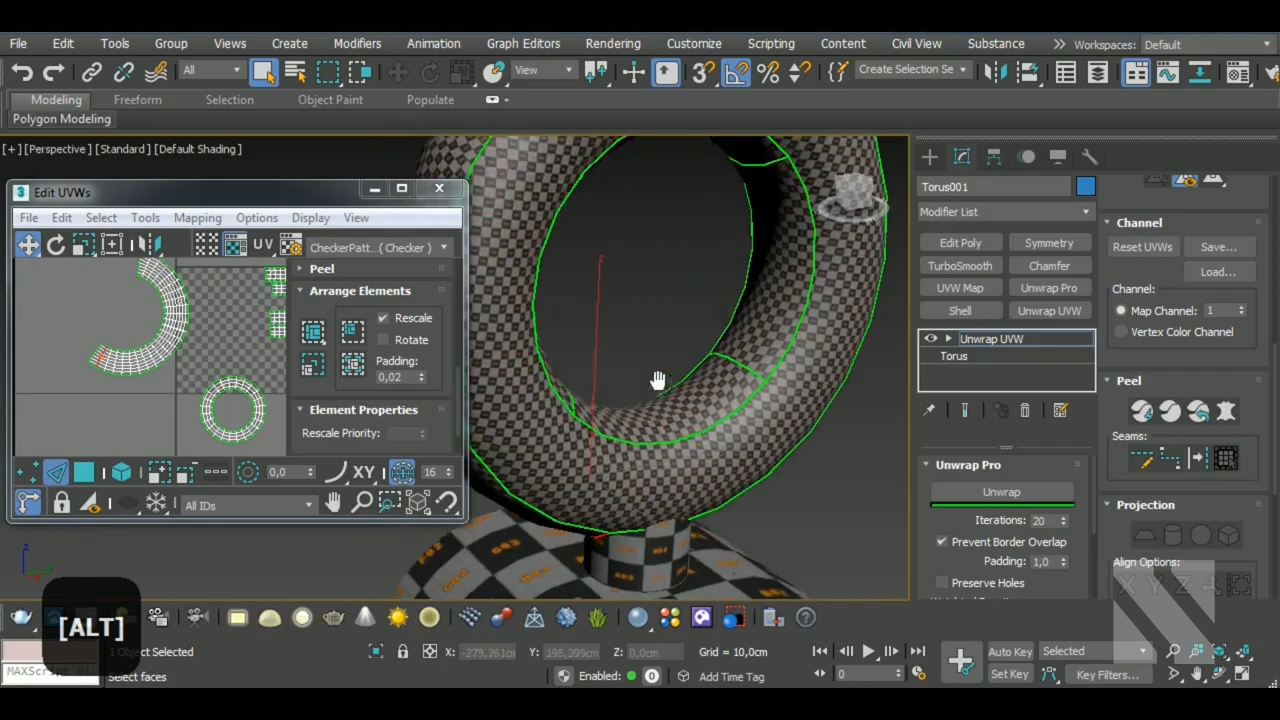 File Edit Tools Group Views Create Modifiers Animation Graph Editors Rendering Customize Scripting Content Civil View Substance Workspaces: Default
All View Create Selection Se
Modeling Freeform Selection Object Paint Populate
Polygon Modeling
[+] [Perspective] [Standard] [Default Shading]
3 Edit UVWs
File Edit Select Tools Mapping Options Display View
UV CheckerPatt... ( Checker )
Peel
Arrange Elements
Rescale
Rotate
Padding:
0,02
Element Properties
Rescale Priority:
0,0 XY 16
All IDs
Torus001
Modifier List
Edit Poly Symmetry
TurboSmooth Chamfer
UVW Map Unwrap Pro
Shell Unwrap UVW
Unwrap UVW
Torus
Unwrap Pro
Unwrap
Iterations: 20
Prevent Border Overlap
Padding: 1,0
Preserve Holes
Channel
Reset UVWs Save...
Load...
Channel:
Map Channel: 1
Vertex Color Channel
Peel
Seams:
Projection
Align Options:
X Y Z
[ALT]
1 Object Selected
MAXScript
Select faces
X: -279,761cm Y: 195,399cm Z: 0,0cm Grid = 10,0cm
Enabled: 0 Add Time Tag
0
Auto Key Selected
Set Key Key Filters...